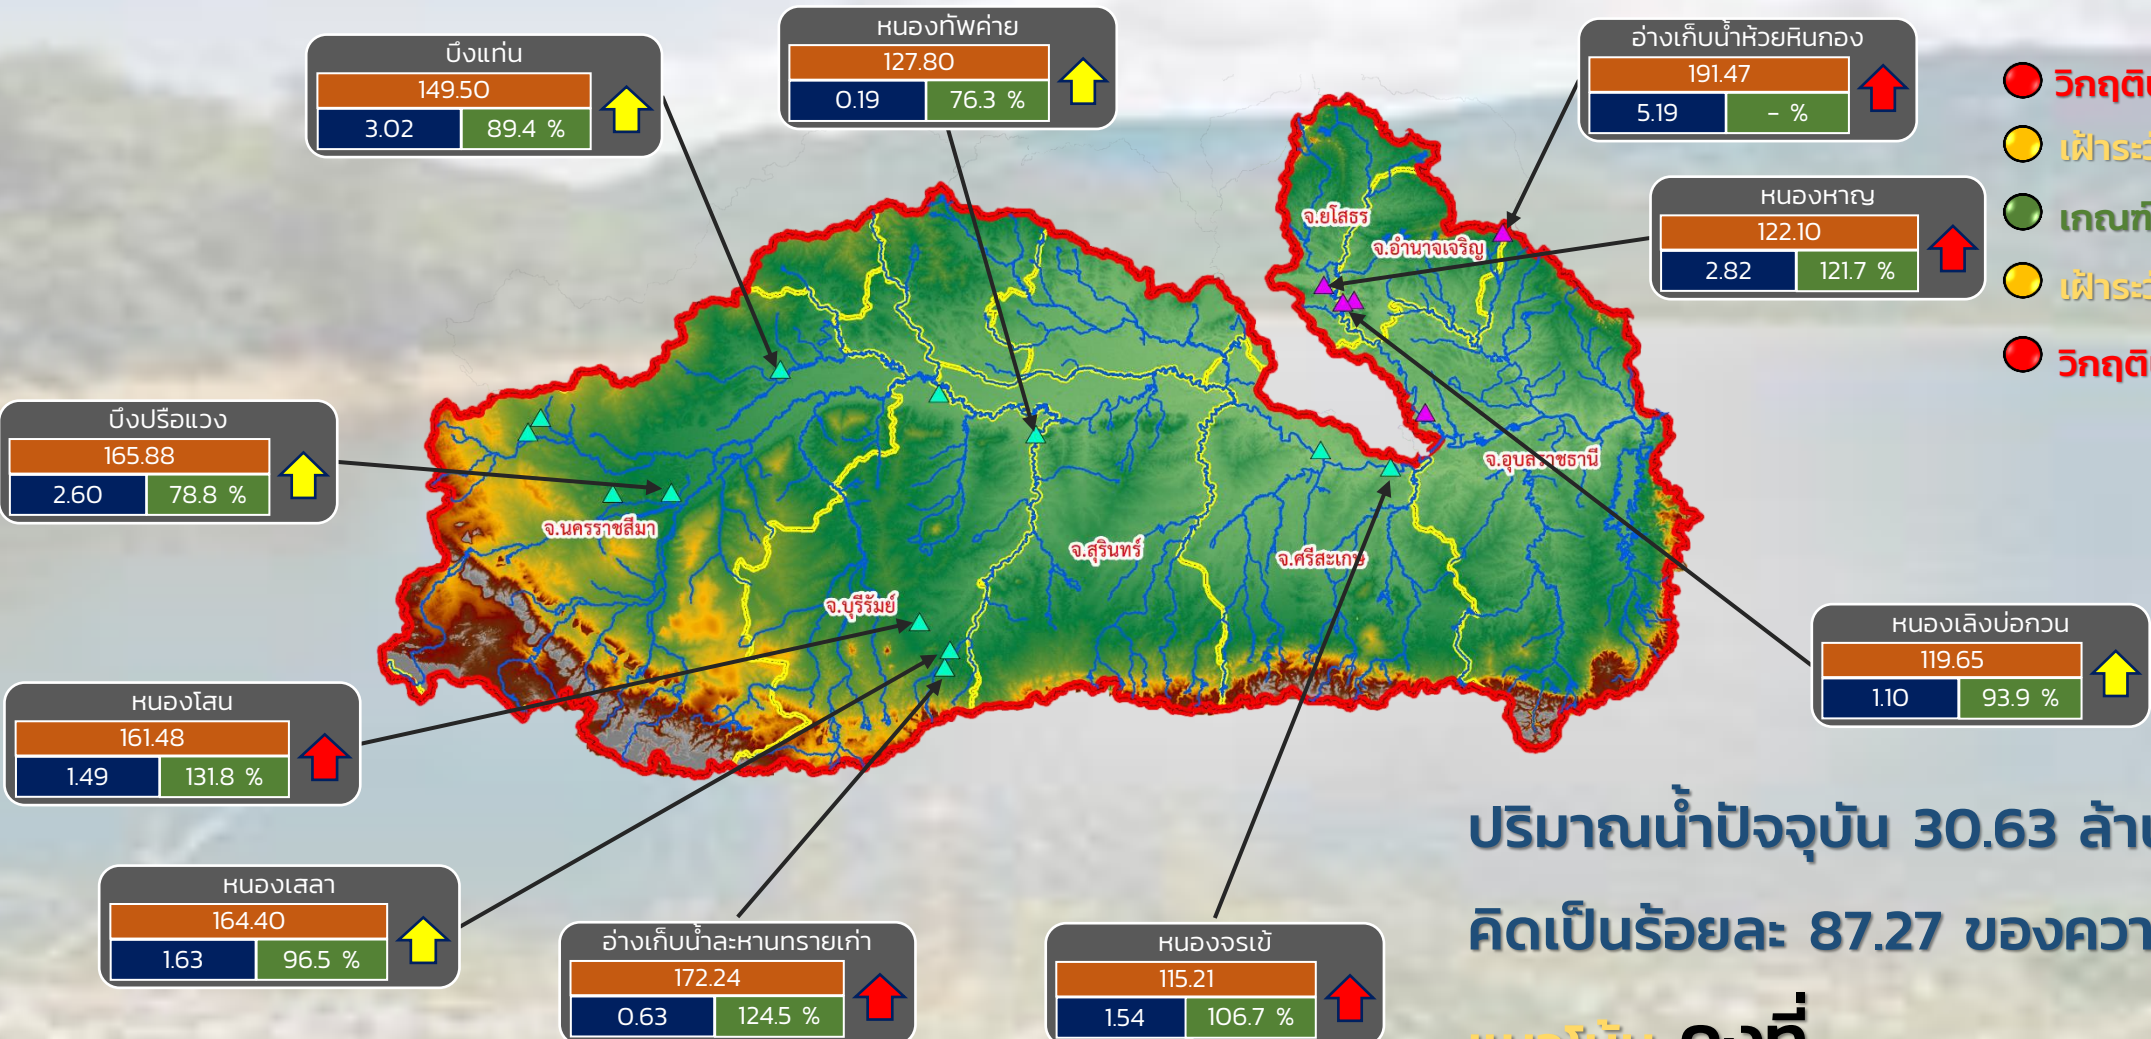 บึงแท่น
149.50
3.02 89.4 %
หนองทัพค่าย
127.80
0.19 76.3 %
อ่างเก็บน้ำห้วยหินกอง
191.47
5.19 - %
หนองหาญ
122.10
2.82 121.7 %
จ.ยโสธร
จ.อำนาจเจริญ
บึงปรือแวง
165.88
2.60 78.8 %
จ.นครราชสีมา
จ.บุรีรัมย์
จ.สุรินทร์
จ.ศรีสะเกษ
จ.อุบลราชธานี
หนองเลิงบ่อกวน
119.65
1.10 93.9 %
หนองโสน
161.48
1.49 131.8 %
หนองเสลา
164.40
1.63 96.5 %
อ่างเก็บน้ำละหานทรายเก่า
172.24
0.63 124.5 %
หนองจรเข้
115.21
1.54 106.7 %
ปริมาณน้ำปัจจุบัน 30.63
คิดเป็นร้อยละ 87.27